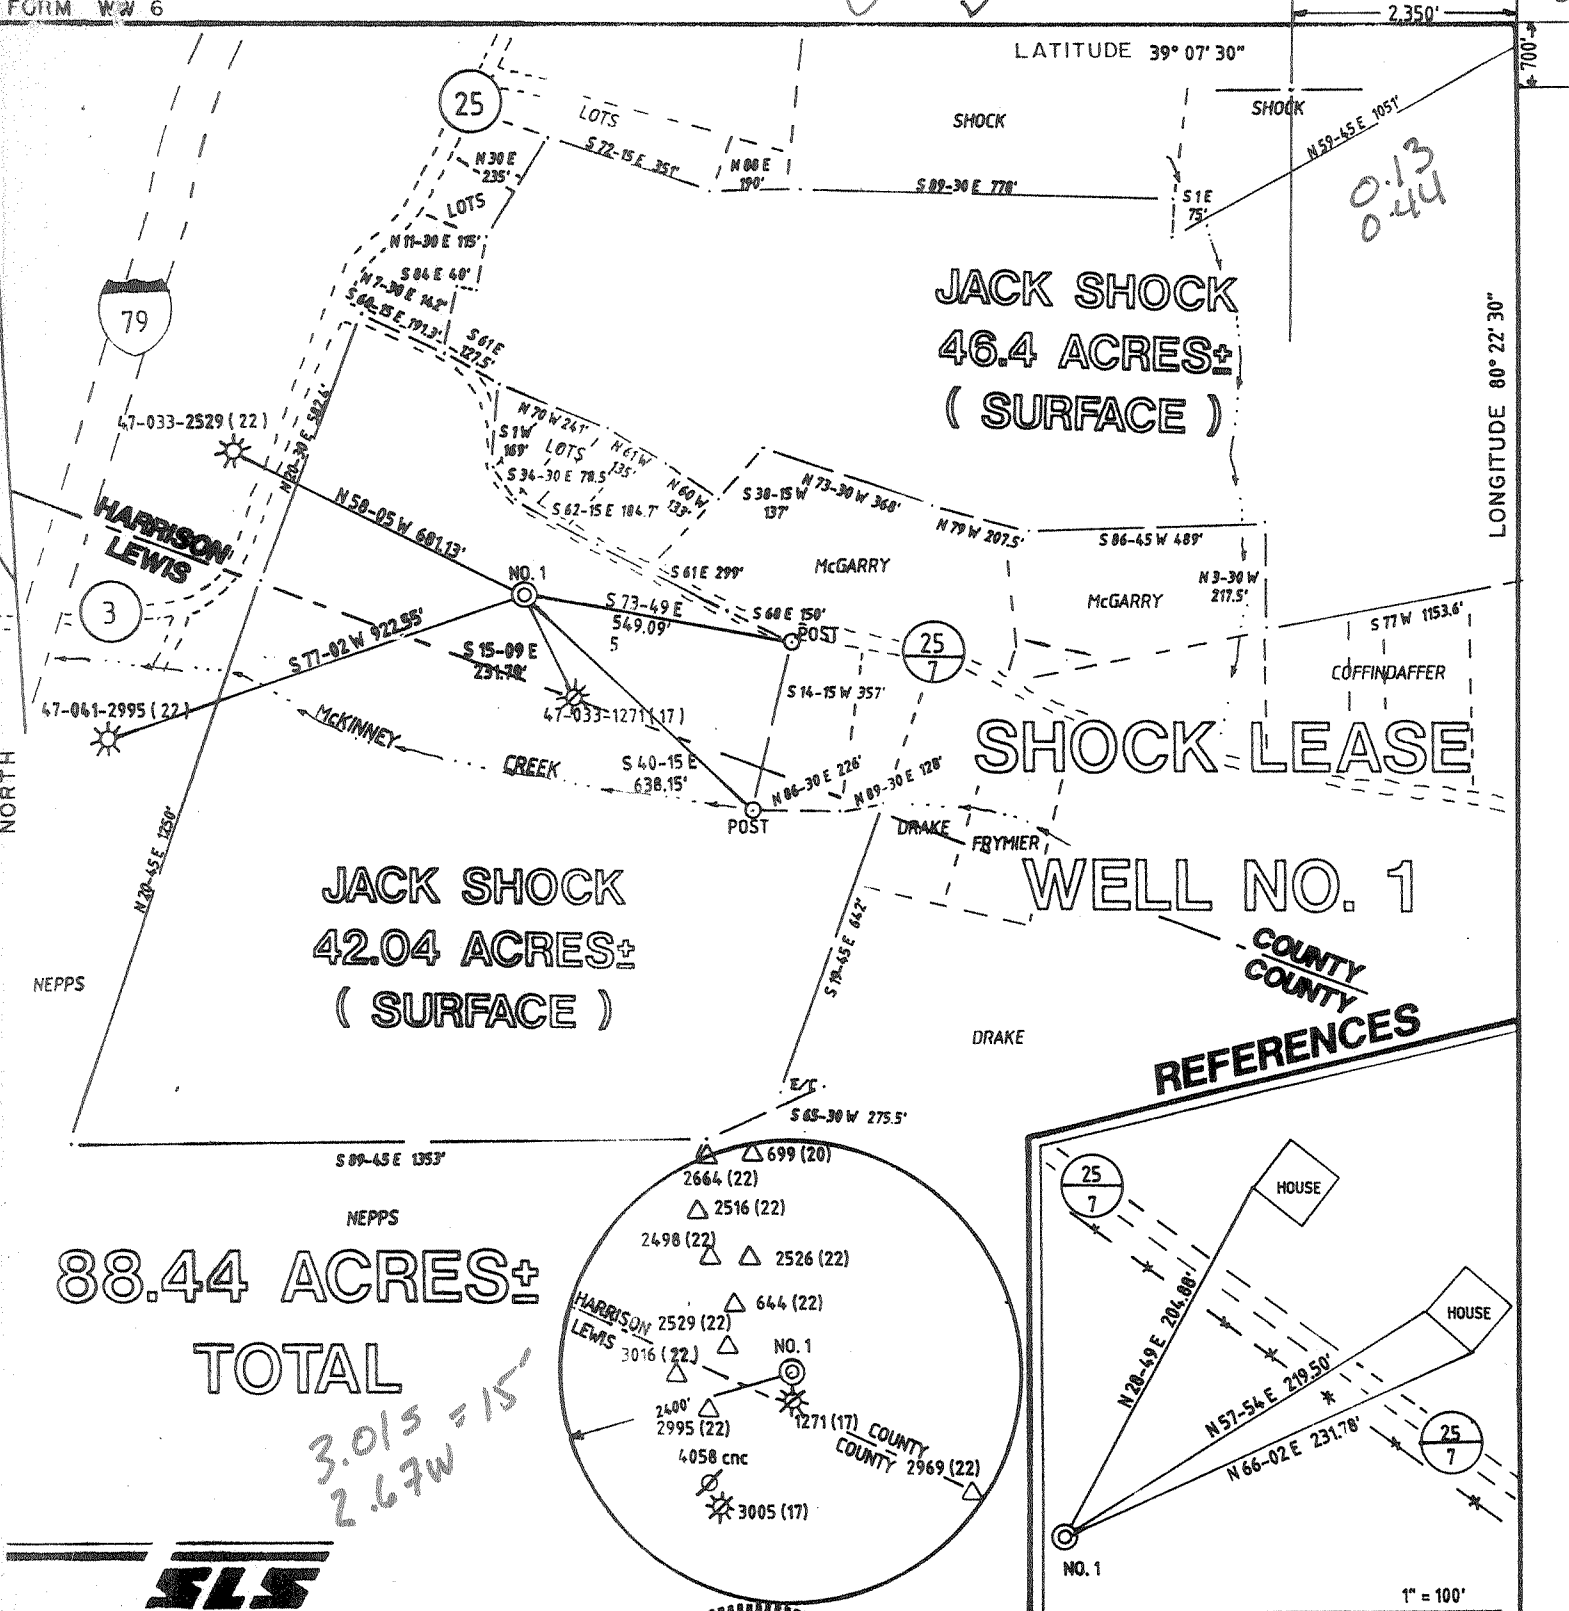 FORM WW 6
2,350'
LATITUDE 39° 07' 30"
700'
25
LOTS
SHOCK
SHOCK
N 59-45 E 1051'
0.13
0.44
S 72-15 E 351'
N 30 E
235'
N 88 E
190'
S 89-30 E 778'
S 1 E
75'
LOTS
N 11-30 E 115'
S 84 E 40'
N 7-30 E 142'
S 60-15 E 191.3'
S 61 E
127.5'
JACK SHOCK
46.4 ACRES±
( SURFACE )
LONGITUDE 80° 22' 30"
79
47-033-2529 (22)
N 20-30 E 582.4'
N 70 W 241'
S 1 W
169'
LOTS
N 61 W
135'
S 34-30 E 78.5'
N 60 W
133'
S 62-15 E 184.7'
S 38-15 W
137'
N 73-30 W 368'
N 79 W 207.5'
S 86-45 W 489'
HARRISON
LEWIS
N 58-05 W 681.13'
NO. 1
S 61 E 299'
McGARRY
McGARRY
N 3-30 W
217.5'
3
S 73-49 E
549.09'
5
S 68 E 150'
POST
25
7
S 77 W 1153.6'
COFFINDAFFER
S 77-02 W 922.55'
S 15-09 E
231.78'
S 14-15 W 357'
47-041-2995 (22)
47-033-1271 (17)
McKINNEY
CREEK
S 40-15 E
638.15'
N 86-30 E 226'
N 89-30 E 128'
SHOCK LEASE
NORTH
POST
DRAKE
FRYMIER
WELL NO. 1
N 20-45 E 1250'
JACK SHOCK
42.04 ACRES±
( SURFACE )
S 19-45 E 642'
COUNTY
COUNTY
NEPPS
DRAKE
REFERENCES
E/C
S 65-30 W 275.5'
S 89-45 E 1353'
NEPPS
88.44 ACRES±
TOTAL
3.01S = 15'
2.67W
699 (20)
2664 (22)
2516 (22)
2498 (22)
2526 (22)
644 (22)
HARRISON
LEWIS
2529 (22)
3016 (22)
NO. 1
2400'
2995 (22)
1271 (17)
COUNTY
COUNTY
2969 (22)
4058 cnc
3005 (17)
25
7
HOUSE
HOUSE
N 28-49 E 204.88'
N 57-54 E 219.50'
N 66-02 E 231.78'
25
7
NO. 1
1" = 100'
SLS